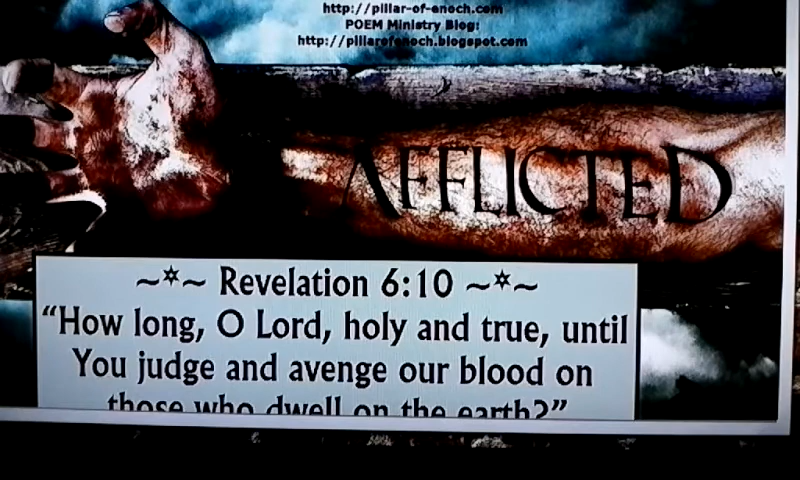 http://pillar-of-enoch.com
POEM Ministry Blog:
http://pillarofenoch.blogspot.com
AFFLICTED
~*~ Revelation 6:10 ~*~
“How long, O Lord, holy and true, until
You judge and avenge our blood on
those who dwell on the earth?”